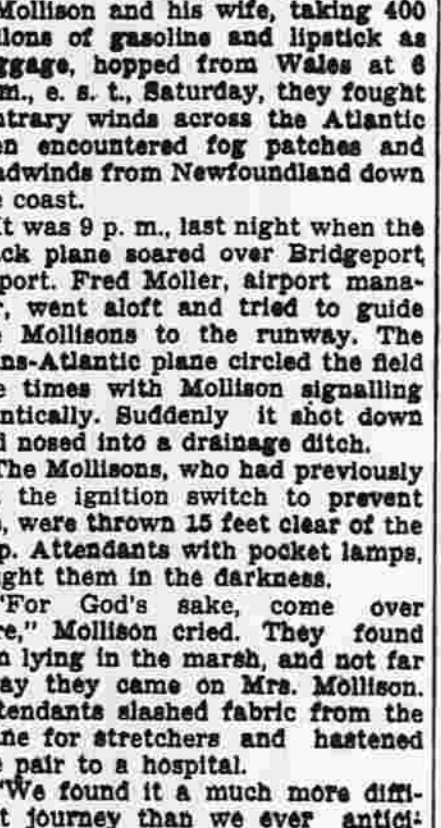 Mollison and his wife, taking 400
lons of gasoline and lipstick as
ggage, hopped from Wales at 6
m., e. s. t., Saturday, they fought
ntrary winds across the Atlantic
en encountered fog patches and
adwinds from Newfoundland down
e coast.
It was 9 p. m., last night when the
ck plane soared over Bridgeport
port. Fred Moller, airport mana-
r, went aloft and tried to guide
e Mollisons to the runway. The
ns-Atlantic plane circled the field
e times with Mollison signalling
ntically. Suddenly it shot down
d nosed into a drainage ditch.
The Mollisons, who had previously
the ignition switch to prevent
, were thrown 15 feet clear of the
p. Attendants with pocket lamps,
ught them in the darkness.
"For God's sake, come over
re," Mollison cried. They found
n lying in the marsh, and not far
ay they came on Mrs. Mollison.
tendants slashed fabric from the
ne for stretchers and hastened
e pair to a hospital.
"We found it a much more diffi-
t journey than we ever antici-